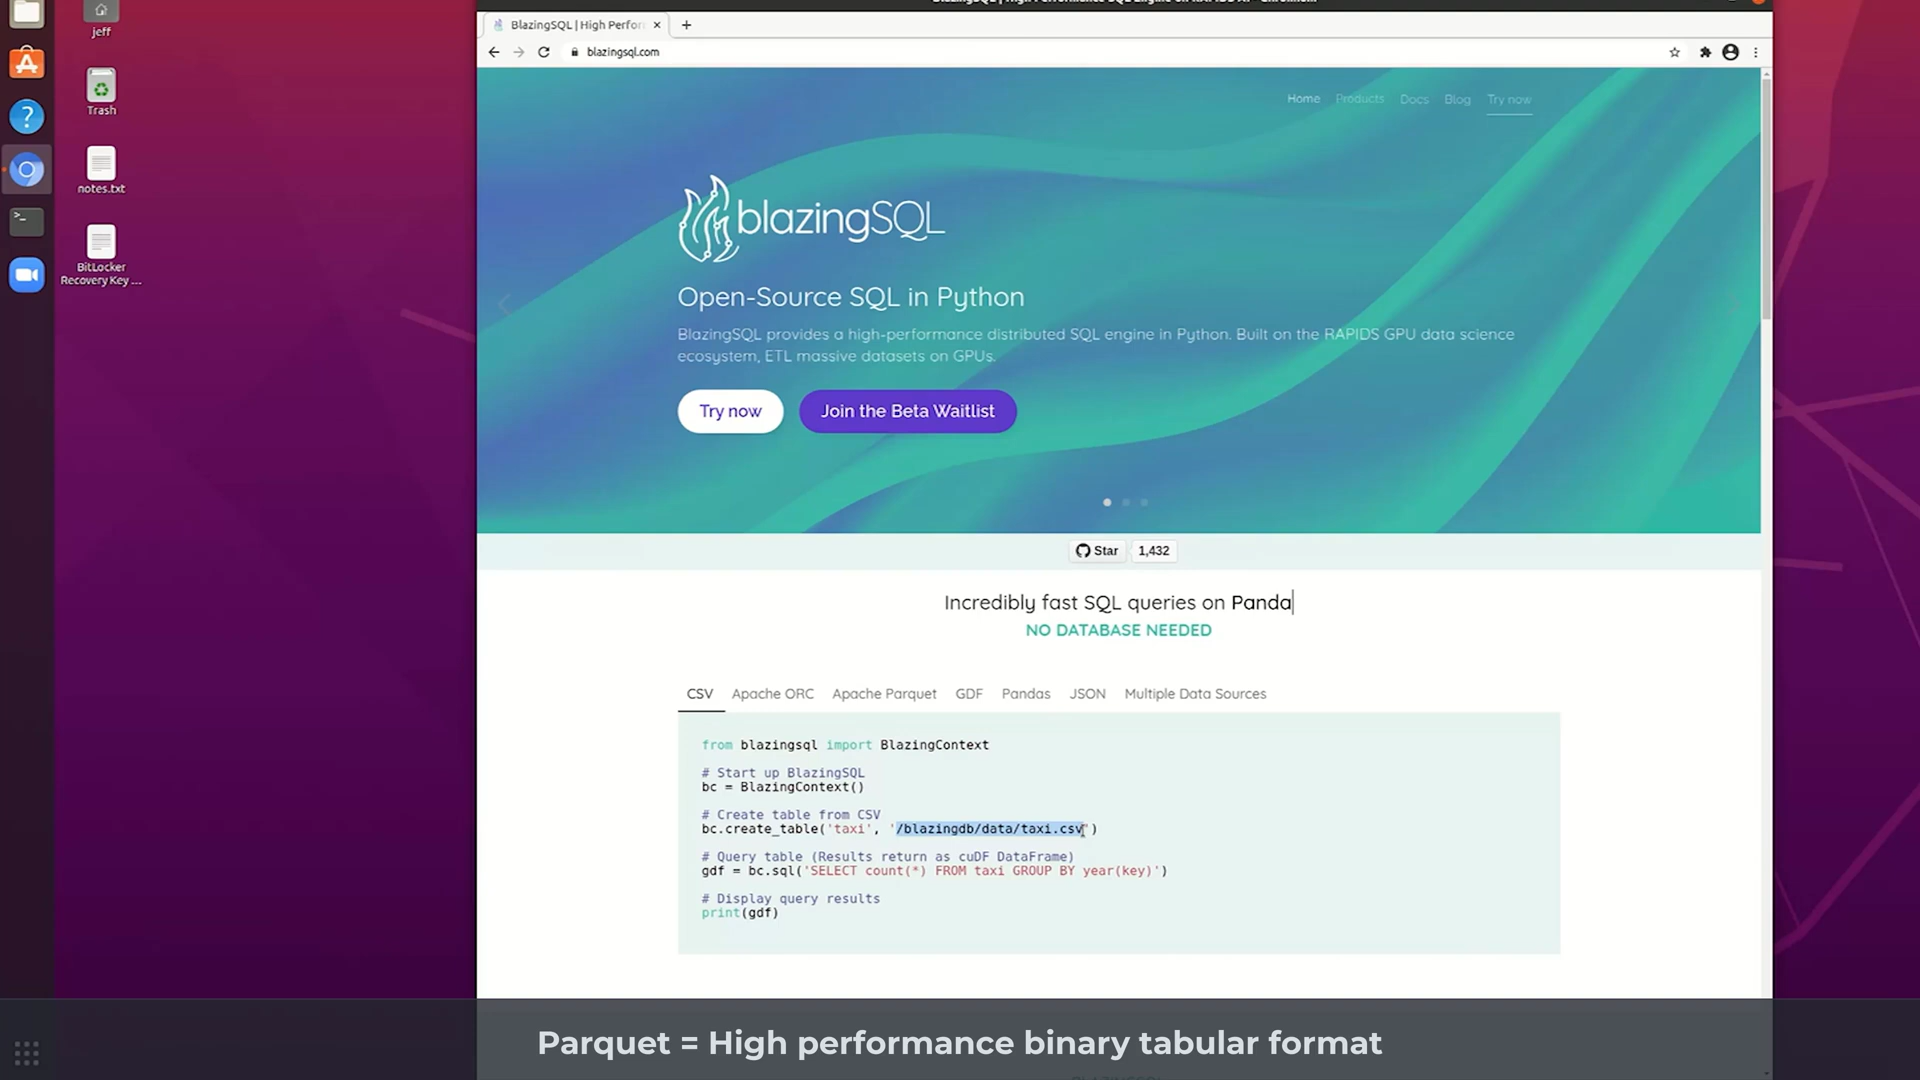 jeff
Trash
notes.txt
BitLocker
Recovery Key ...
BlazingSQL | High Perfor
blazingsql.com
Home Products Docs Blog Try now
blazingSQL
Open-Source SQL in Python
BlazingSQL provides a high-performance distributed SQL engine in Python. Built on the RAPIDS GPU data science
ecosystem, ETL massive datasets on GPUs.
Try now Join the Beta Waitlist
Star 1,432
Incredibly fast SQL queries on Panda
NO DATABASE NEEDED
CSV Apache ORC Apache Parquet GDF Pandas JSON Multiple Data Sources
from blazingsql import BlazingContext
# Start up BlazingSQL
bc = BlazingContext()
# Create table from CSV
bc.create_table('taxi', '/blazingdb/data/taxi.csv')
# Query table (Results return as cuDF DataFrame)
gdf = bc.sql('SELECT count(*) FROM taxi GROUP BY year(key)')
# Display query results
print(gdf)
Parquet = High performance binary tabular format